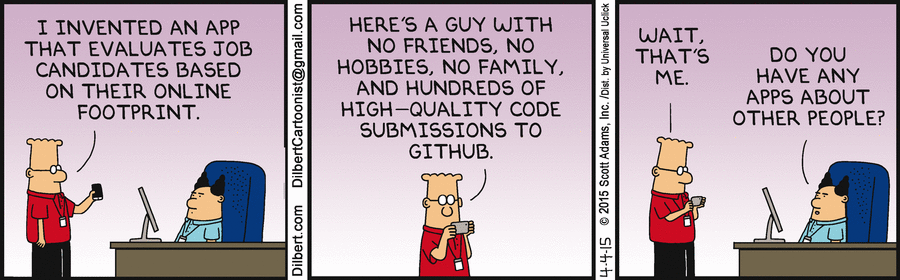 I INVENTED AN APP
THAT EVALUATES JOB
CANDIDATES BASED
ON THEIR ONLINE
FOOTPRINT.
Dilbert.com DilbertCartoonist@gmail.com
HERE'S A GUY WITH
NO FRIENDS, NO
HOBBIES, NO FAMILY,
AND HUNDREDS OF
HIGH-QUALITY CODE
SUBMISSIONS TO
GITHUB.
4-4-15 © 2015 Scott Adams, Inc. /Dist. by Universal Uclick
WAIT,
THAT'S
ME.
DO YOU
HAVE ANY
APPS ABOUT
OTHER PEOPLE?